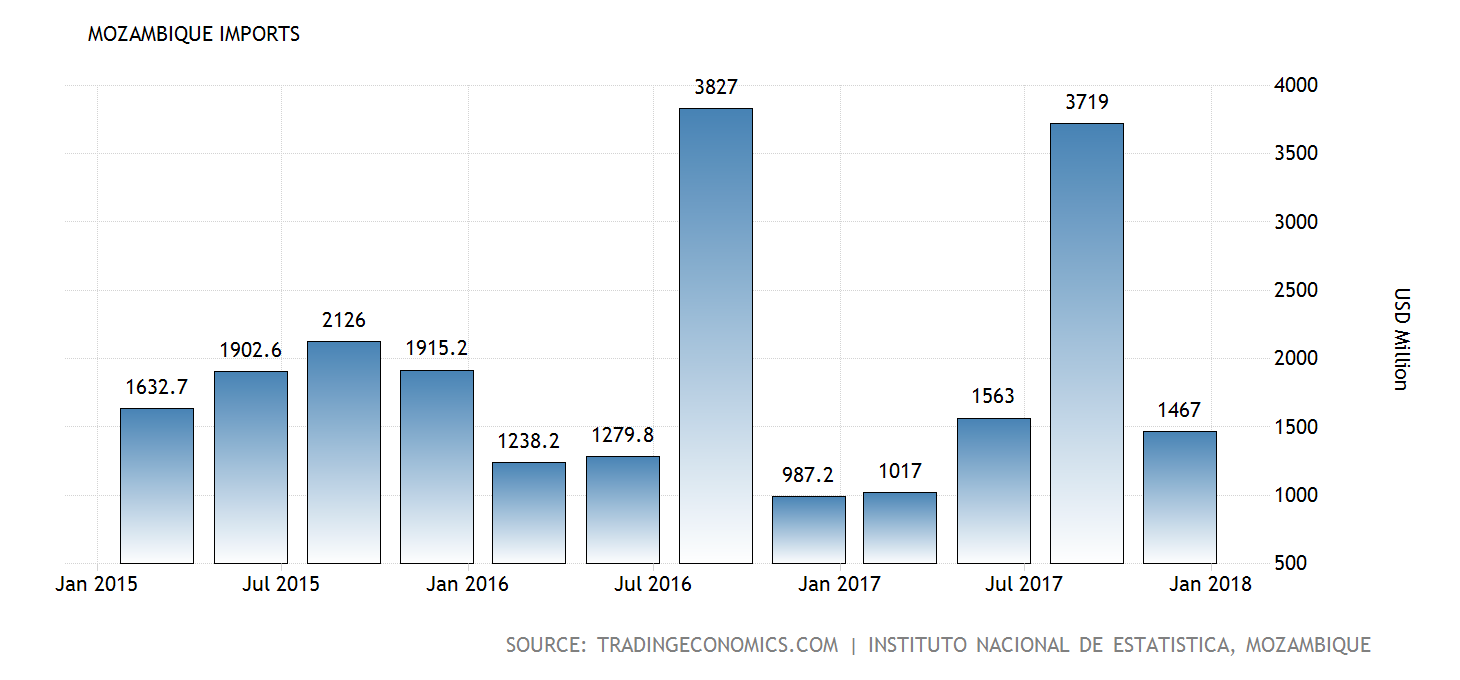 MOZAMBIQUE IMPORTS
3827
4000
3719
3500
3000
2500
2126
1902.6
1915.2
2000
1632.7
1563
1467
1500
1238.2
1279.8
987.2
1017
1000
500
USD Million
Jan 2015
Jul 2015
Jan 2016
Jul 2016
Jan 2017
Jul 2017
Jan 2018
SOURCE: TRADINGECONOMICS.COM | INSTITUTO NACIONAL DE ESTATISTICA, MOZAMBIQUE